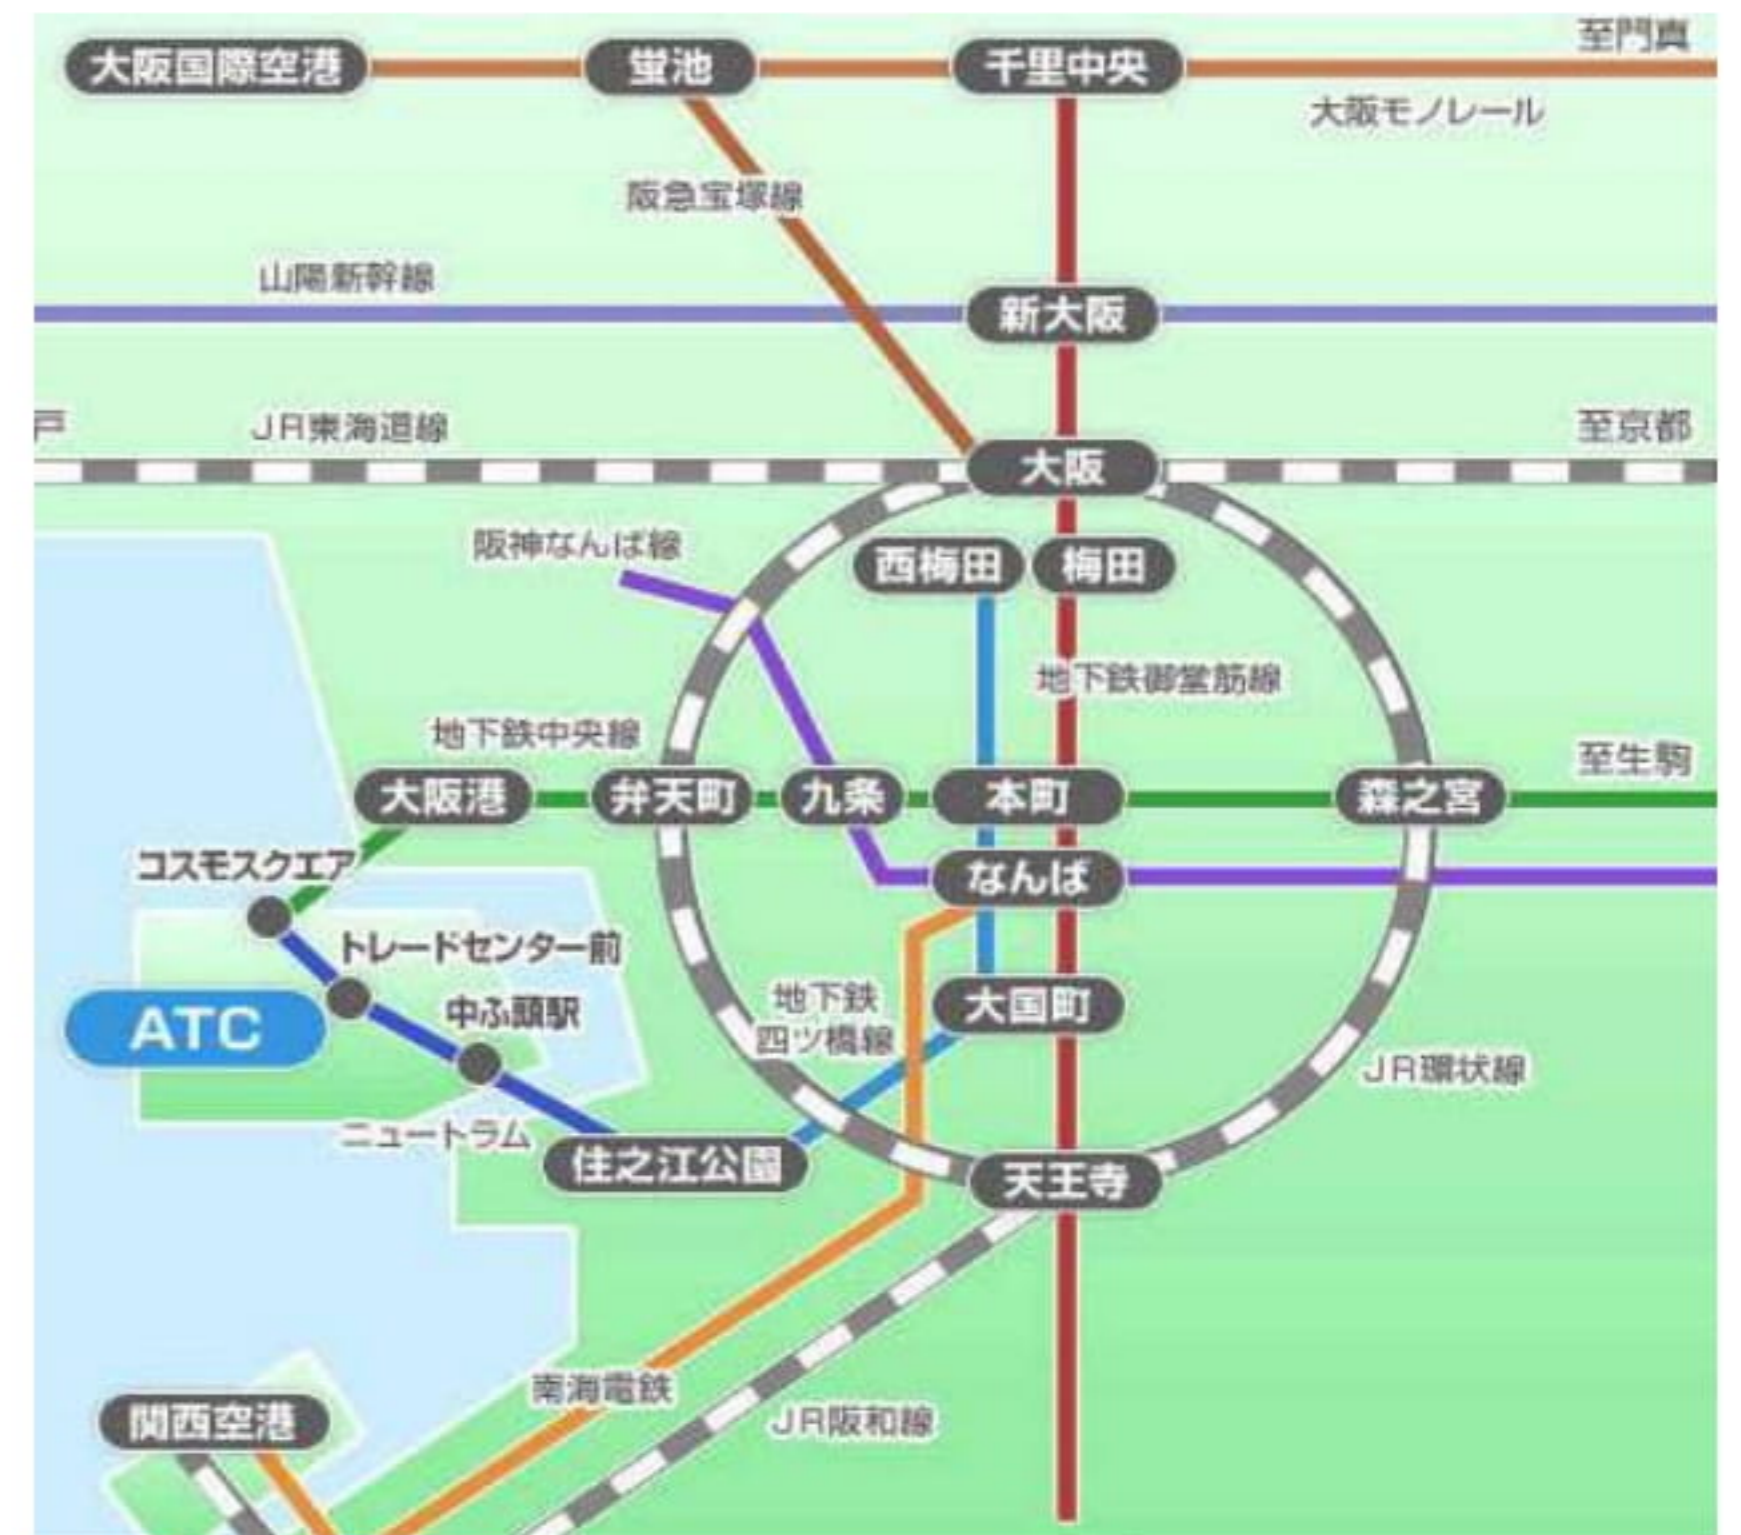 至門真
大阪国際空港
蛍池
千里中央
大阪モノレール
阪急宝塚線
山陽新幹線
新大阪
戸
JR東海道線
至京都
大阪
阪神なんば線
西梅田
梅田
地下鉄御堂筋線
地下鉄中央線
至生駒
大阪港
弁天町
九条
本町
森之宮
コスモスクエア
なんば
トレードセンター前
地下鉄
四ツ橋線
大国町
中ふ頭駅
ATC
JR環状線
ニュートラム
住之江公園
天王寺
南海電鉄
関西空港
JR阪和線